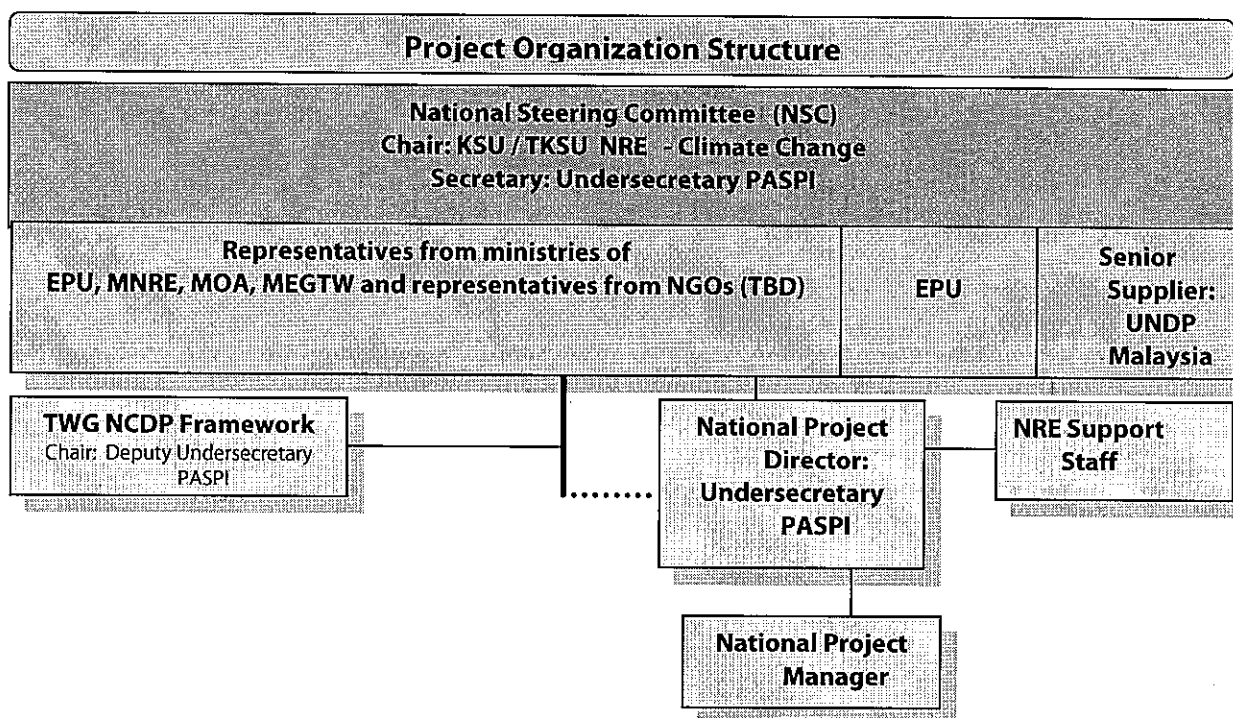 Project Organization Structure
National Steering Committee (NSC)
Chair: KSU / TKSU NRE - Climate Change
Secretary: Undersecretary PASPI
Representatives from ministries of
EPU, MNRE, MOA, MEGTW and representatives from NGOs (TBD)
EPU
Senior
Supplier:
UNDP
Malaysia
TWG NCDP Framework
Chair: Deputy Undersecretary
PASPI
National Project
Director:
Undersecretary
PASPI
NRE Support
Staff
National Project
Manager